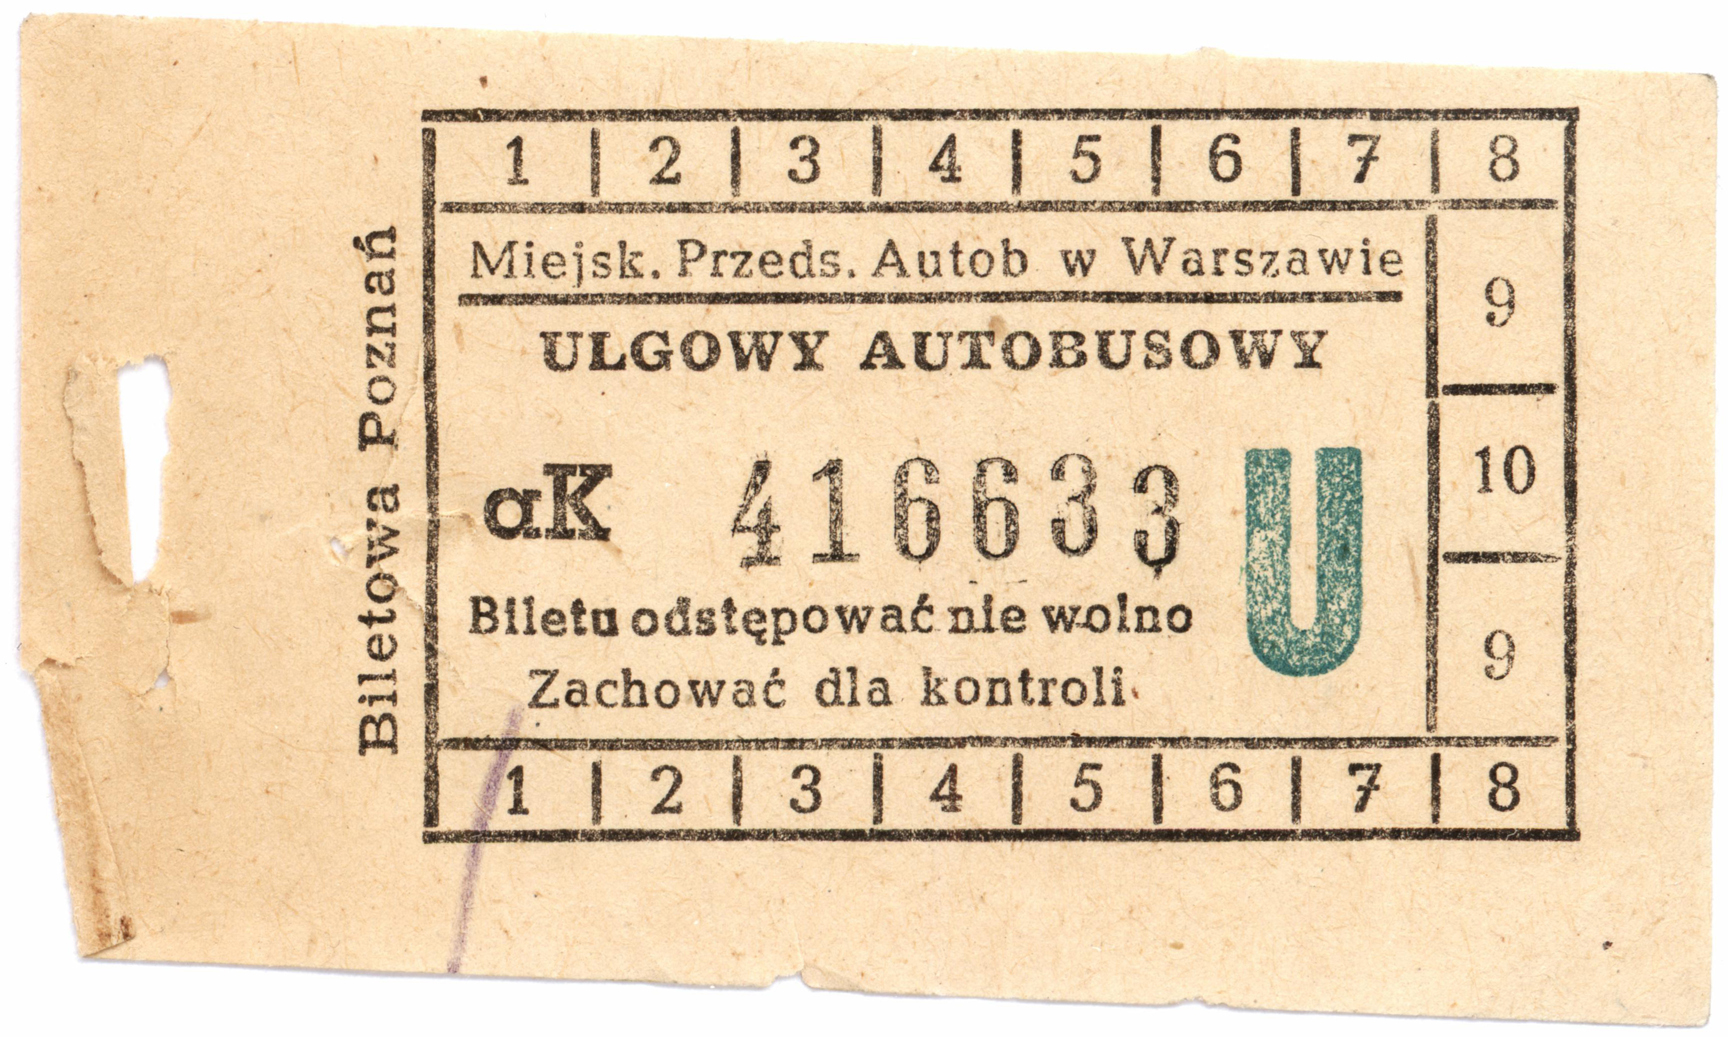 Biletowa Poznań
1 | 2 | 3 | 4 | 5 | 6 | 7 | 8
Miejsk. Przeds. Autob w Warszawie
9
ULGOWY AUTOBUSOWY
aK 416633 U
10
Biletu odstępować nie wolno
9
Zachować dla kontroli.
1 | 2 | 3 | 4 | 5 | 6 | 7 | 8